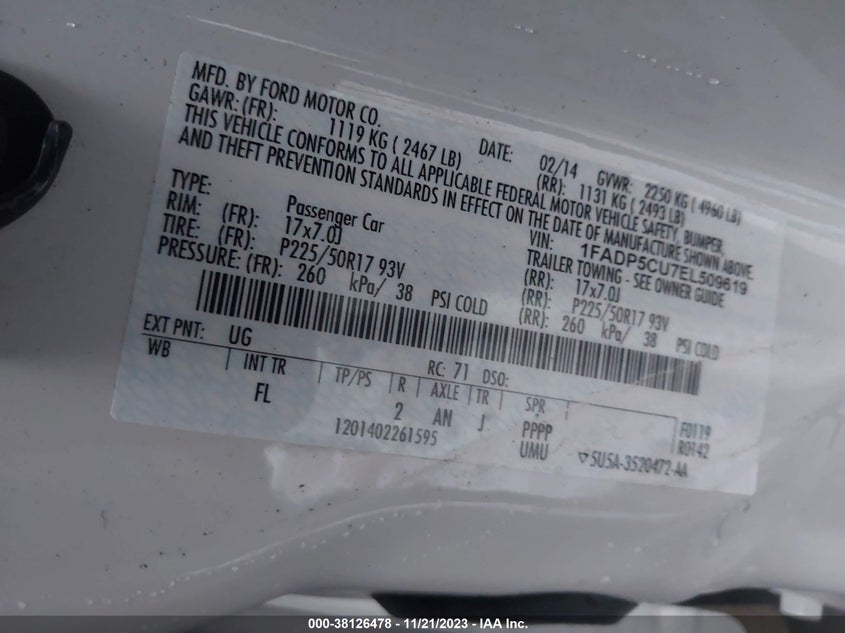 MFD. BY FORD MOTOR CO.
DATE: 02/14 GVWR: 2250 KG ( 4960 LB)
GAWR: (FR): 1119 KG ( 2467 LB) (RR): 1131 KG ( 2493 LB)
THIS VEHICLE CONFORMS TO ALL APPLICABLE FEDERAL MOTOR VEHICLE SAFETY, BUMPER,
AND THEFT PREVENTION STANDARDS IN EFFECT ON THE DATE OF MANUFACTURE SHOWN ABOVE.
VIN: 1FADP5CU7EL509619
TYPE: Passenger Car TRAILER TOWING - SEE OWNER GUIDE
RIM: (FR): 17x7.0J (RR): 17x7.0J
TIRE: (FR): P225/50R17 93V (RR): P225/50R17 93V
PRESSURE: (FR): 260 kPa/ 38 PSI COLD (RR): 260 kPa/ 38 PSI COLD
EXT PNT: UG RC: 71 DSO:
WB INT TR TP/PS R AXLE TR SPR
FL 2 AN J PPPP F0119
UMU R0142
1201402261595 ▽5U5A-3520472-AA
000-38126478 - 11/21/2023 - IAA Inc.